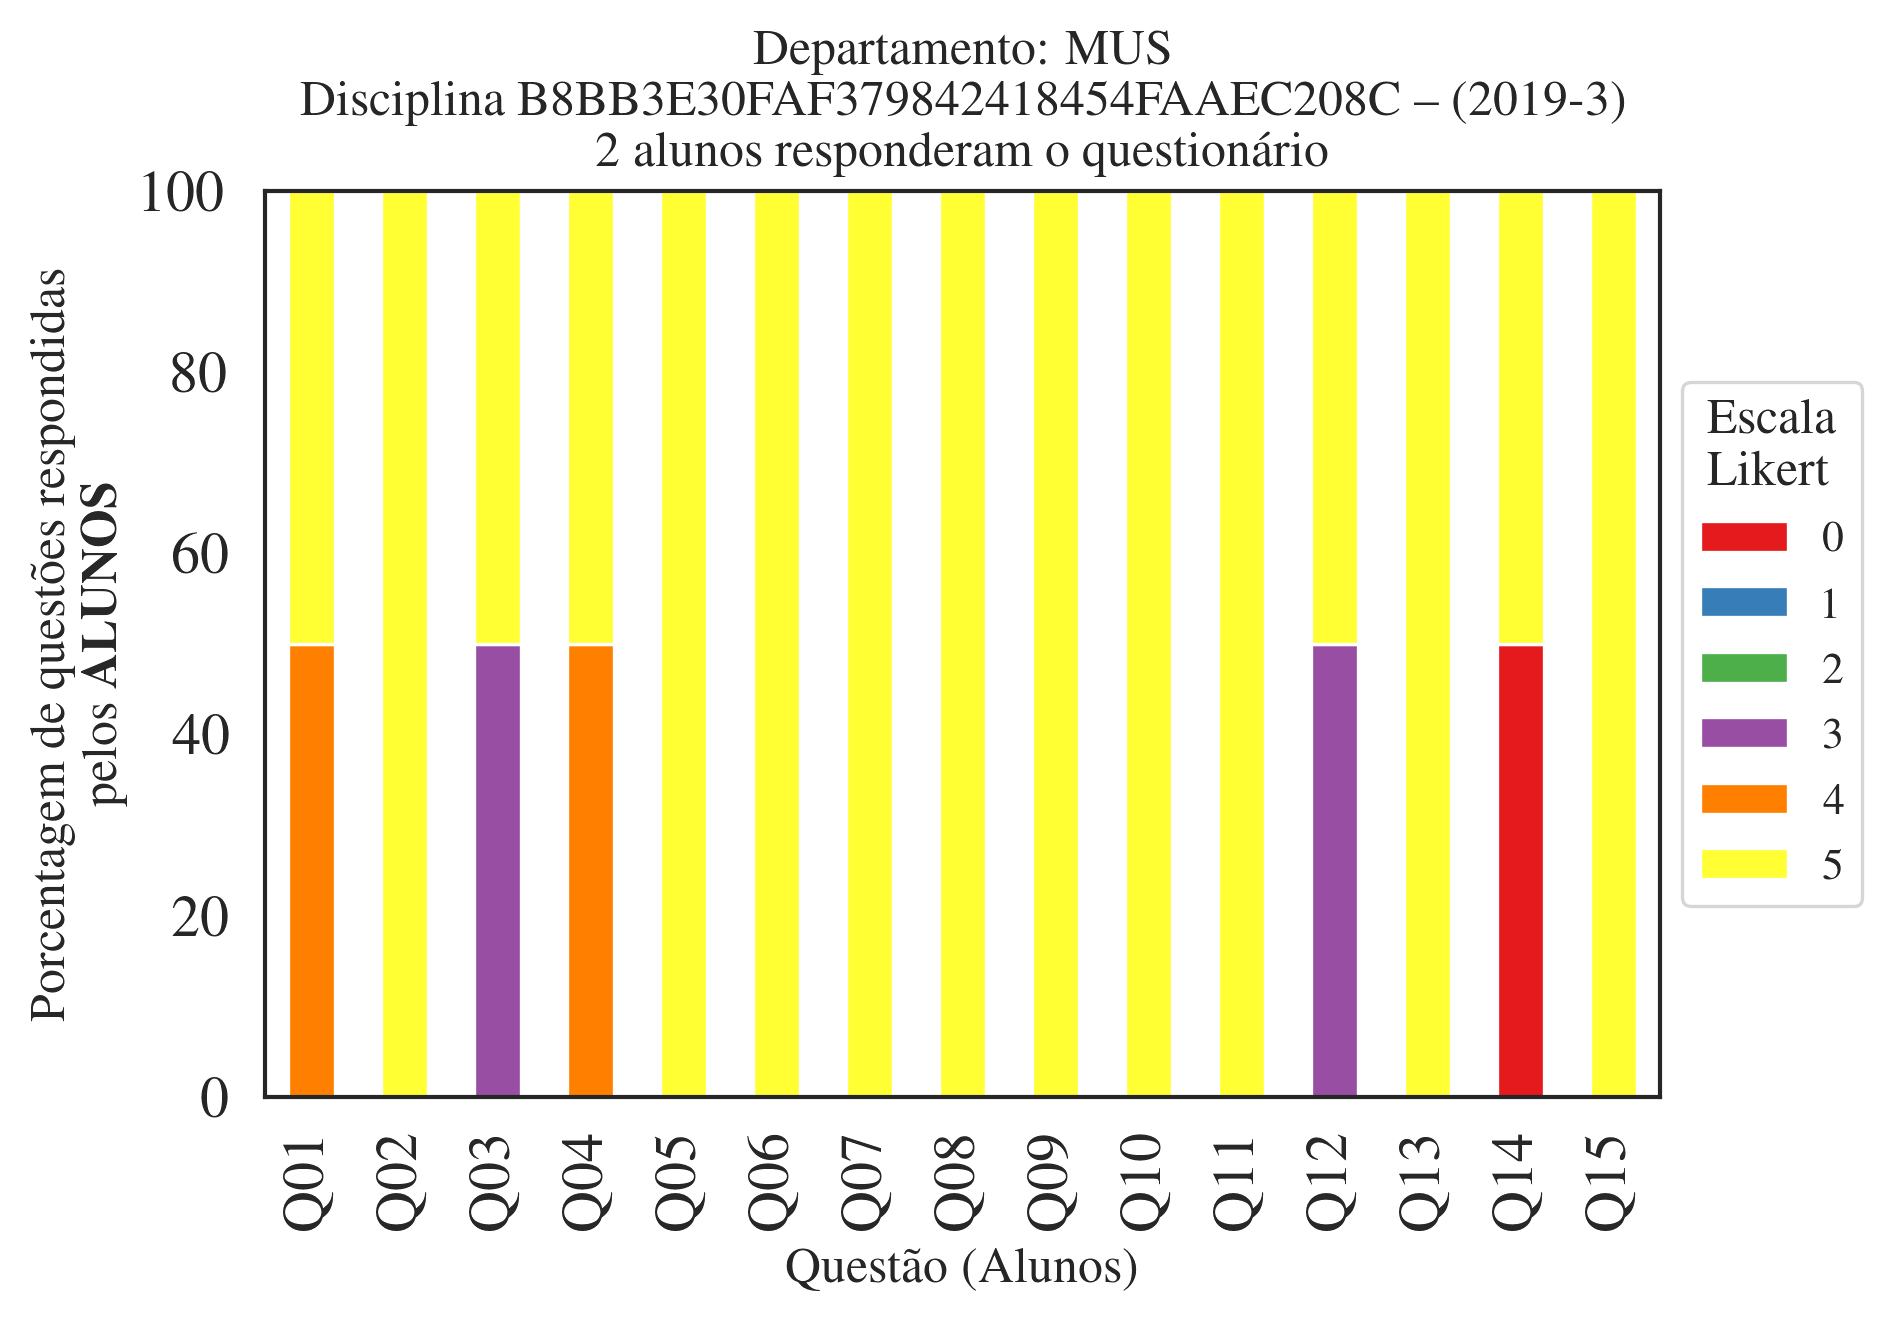 Departamento: MUS
Disciplina B8BB3E30FAF379842418454FAAEC208C – (2019-3)
2 alunos responderam o questionário
Porcentagem de questões respondidas
pelos ALUNOS
100
80
60
40
20
0
Q01 Q02 Q03 Q04 Q05 Q06 Q07 Q08 Q09 Q10 Q11 Q12 Q13 Q14 Q15
Questão (Alunos)
Escala
Likert
0
1
2
3
4
5